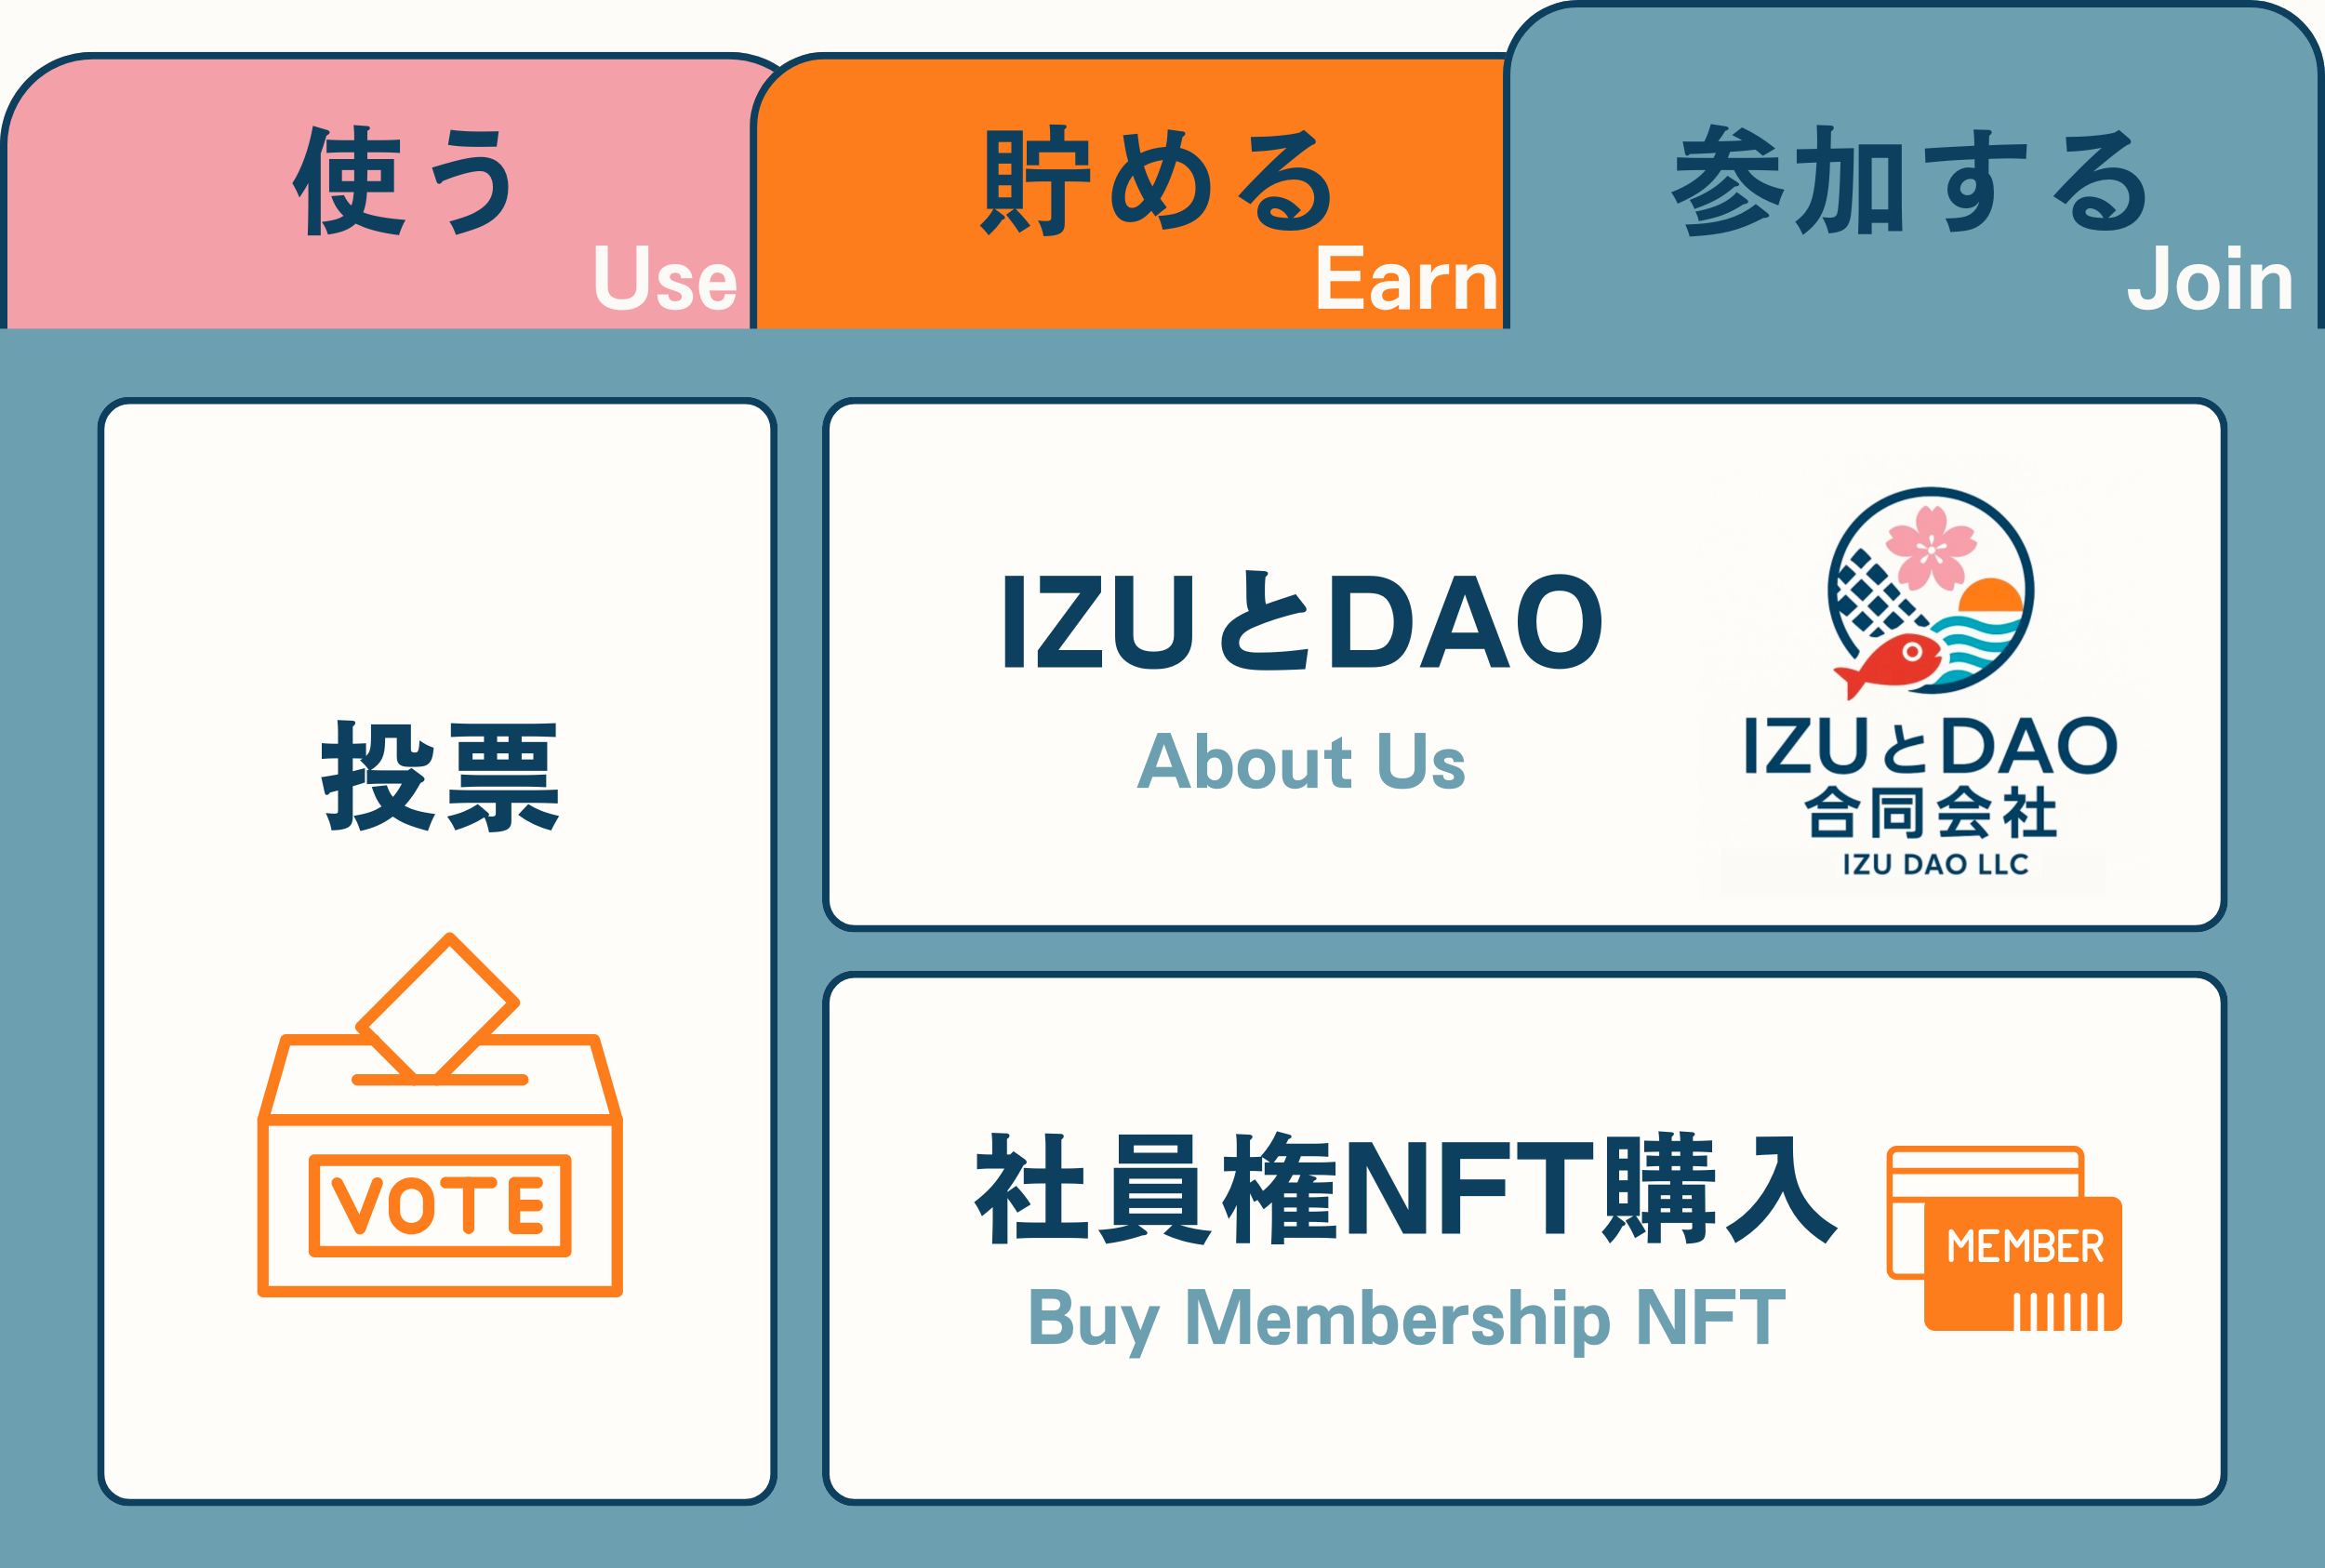 使う
Use
貯める
Earn
参加する
Join
投票
VOTE
IZUとDAO
About Us
IZUとDAO
合同会社
IZU DAO LLC
社員権NFT購入
Buy Membership NFT
MEMBER